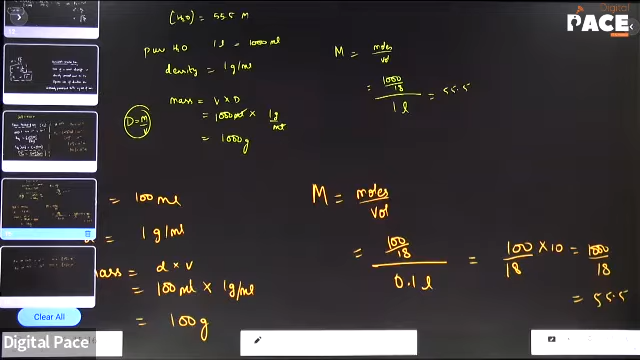 [H₂O] = 55.5 M
pure H₂O 1 l = 1000 ml
density = 1 g/ml
mass = V × D
= 1000 ml × 1g/ml
= 1000 g
D = M/V
M = moles/vol
= (1000/18)/1 l = 55.5
= 100 ml
= 1 g/ml
mass = d × v
= 100 ml × 1 g/ml
= 100 g
M = moles/vol
= (100/18)/0.1 l = 100/18 × 10 = 1000/18
= 55.5
Digital
PACE
Clear All
Digital Pace